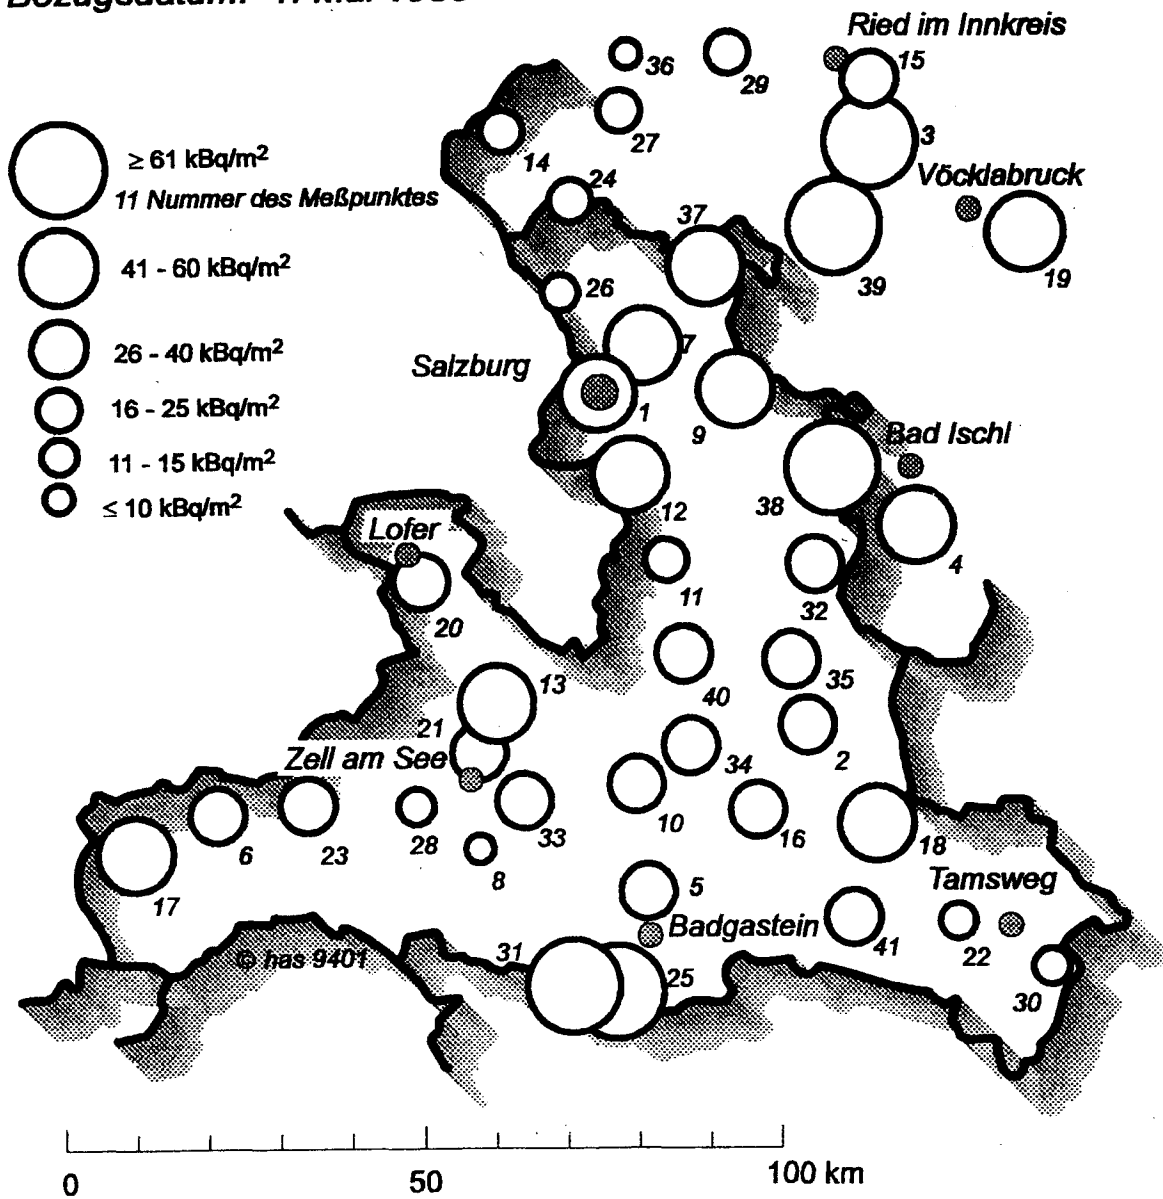 Ried im Innkreis
36
29
15
≥ 61 kBq/m²
11 Nummer des Meßpunktes
14
27
3
24
Vöcklabruck
37
41 - 60 kBq/m²
26
39
19
26 - 40 kBq/m²
7
Salzburg
16 - 25 kBq/m²
1
9
Bad Ischl
11 - 15 kBq/m²
≤ 10 kBq/m²
12
38
Lofer
4
11
32
20
13
40
35
21
Zell am See
34
2
6
23
28
33
10
16
18
17
8
5
Tamsweg
Badgastein
41
22
31
© has 9401
25
30
0
50
100 km